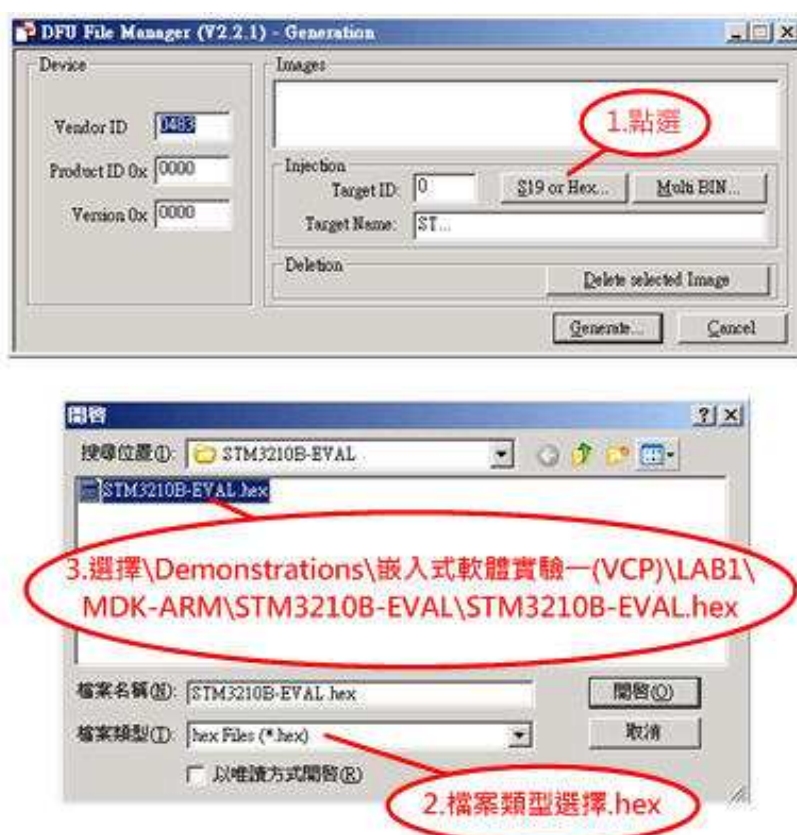 DFU File Manager (V2.2.1) - Generation
Device
Images
Vendor ID 0483
1.點選
Product ID 0x 0000
Injection
Target ID: 0 S19 or Hex... Multi BIN...
Version 0x 0000
Target Name: ST...
Deletion
Delete selected Image
Generate... Cancel
開啓
搜尋位置(I): STM3210B-EVAL
STM3210B-EVAL.hex
3.選擇\Demonstrations\嵌入式軟體實驗一(VCP)\LAB1\
MDK-ARM\STM3210B-EVAL\STM3210B-EVAL.hex
檔案名稱(N): STM3210B-EVAL.hex 開啓(O)
檔案類型(T): hex Files (*.hex) 取消
以唯讀方式開啓(R)
2.檔案類型選擇.hex